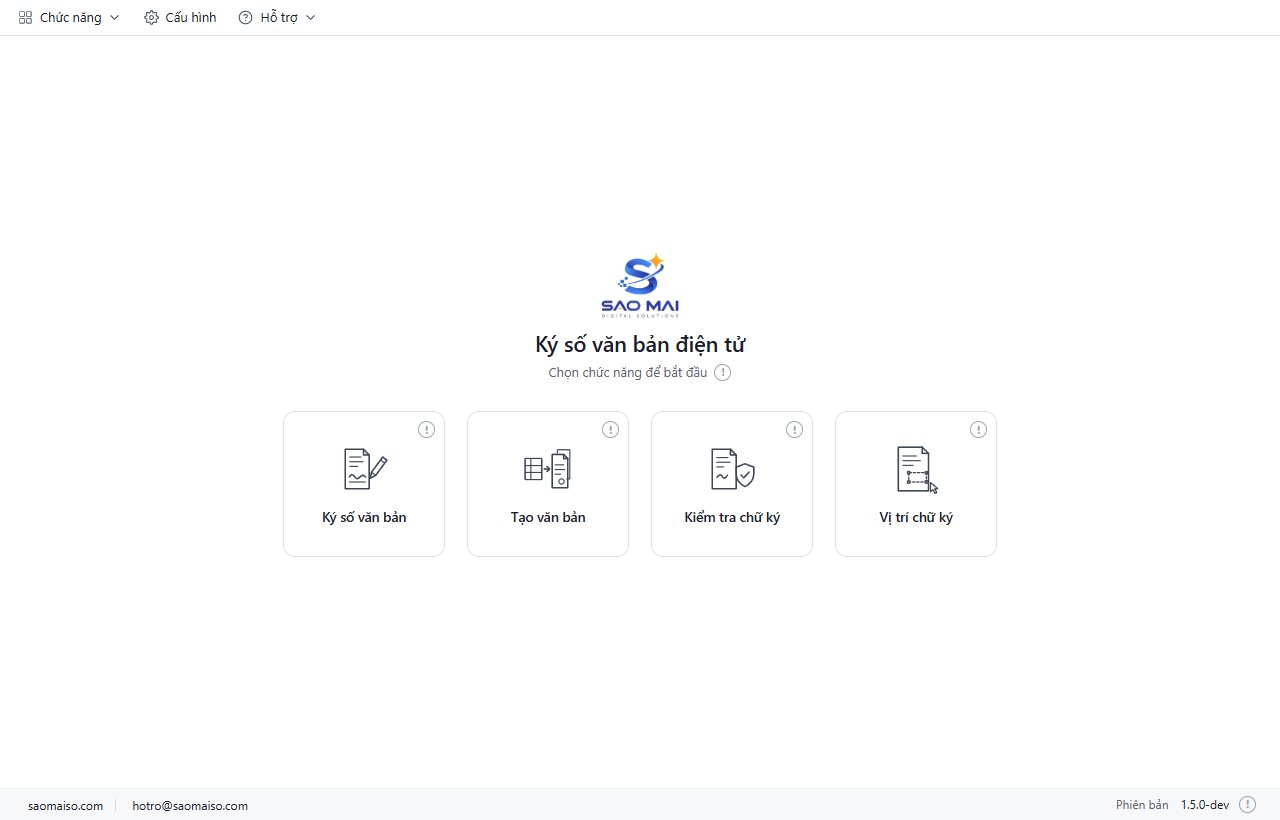 Chức năng
Cấu hình
Hỗ trợ
SAO MAI
DIGITAL SOLUTIONS
Ký số văn bản điện tử
Chọn chức năng để bắt đầu
Ký số văn bản
Tạo văn bản
Kiểm tra chữ ký
Vị trí chữ ký
saomaiso.com
hotro@saomaiso.com
Phiên bản 1.5.0-dev